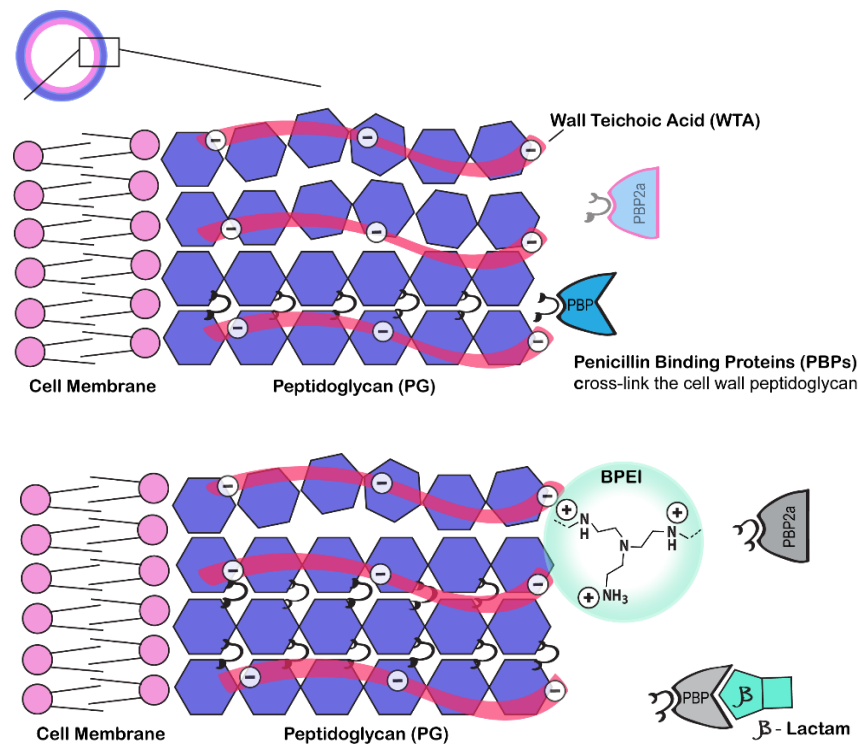 Wall Teichoic Acid (WTA)
PBP2a
PBP
Penicillin Binding Proteins (PBPs)
cross-link the cell wall peptidoglycan
Cell Membrane
Peptidoglycan (PG)
− − −
− − −
− − −
BPEI
+
N
H
N
+
N
H
+
NH3
PBP2a
− − −
− − −
− − −
PBP
β
β - Lactam
Cell Membrane
Peptidoglycan (PG)